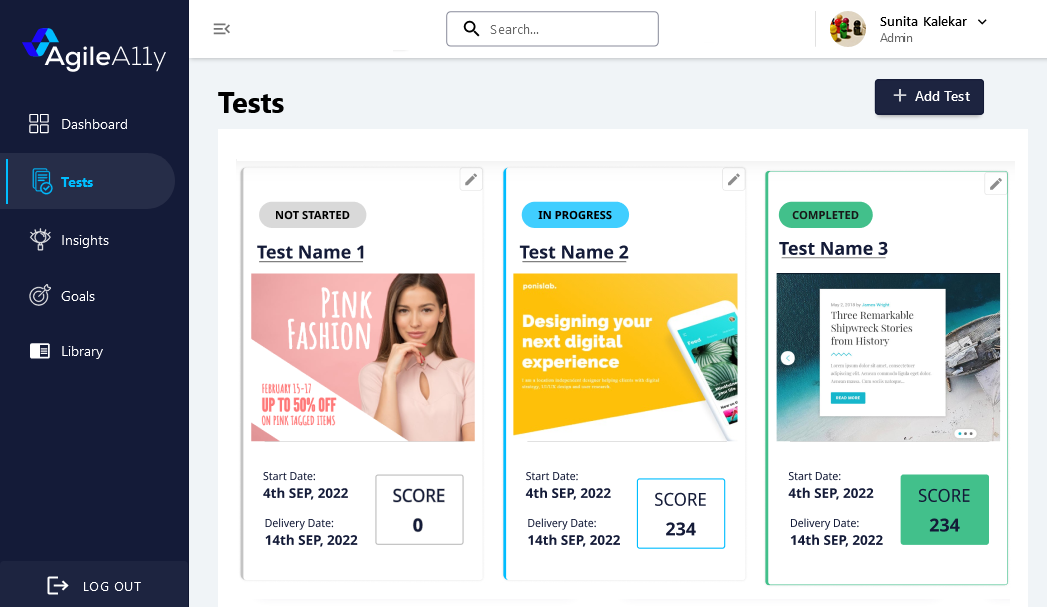 AgileA11y
Search...
Sunita Kalekar
Admin
Dashboard
Tests
Insights
Goals
Library
LOG OUT
Tests
+ Add Test
NOT STARTED
Test Name 1
PINK
FASHION
FEBRUARY 15-17
UP TO 50% OFF
ON PINK TAGGED ITEMS
Start Date:
4th SEP, 2022
Delivery Date:
14th SEP, 2022
SCORE
0
IN PROGRESS
Test Name 2
penixlab.
Designing your
next digital
experience
Food
Start Date:
4th SEP, 2022
Delivery Date:
14th SEP, 2022
SCORE
234
COMPLETED
Test Name 3
May 2, 2018 by James Wright
Three Remarkable
Shipwreck Stories
from History
READ MORE
Start Date:
4th SEP, 2022
Delivery Date:
14th SEP, 2022
SCORE
234